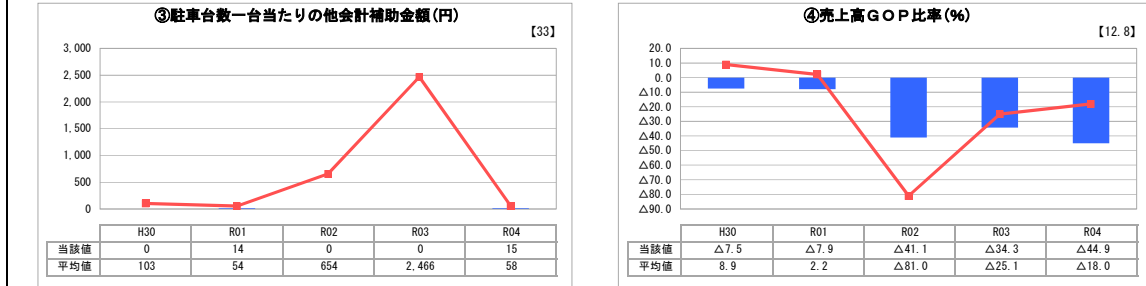 ③駐車台数一台当たりの他会計補助金額(円)
【33】
3,000
2,500
2,000
1,500
1,000
500
0
H30 R01 R02 R03 R04
当該値 0 14 0 0 15
平均値 103 54 654 2,466 58
④売上高GOP比率(%)
【12.8】
20.0
10.0
0.0
△10.0
△20.0
△30.0
△40.0
△50.0
△60.0
△70.0
△80.0
△90.0
H30 R01 R02 R03 R04
当該値 △7.5 △7.9 △41.1 △34.3 △44.9
平均値 8.9 2.2 △81.0 △25.1 △18.0